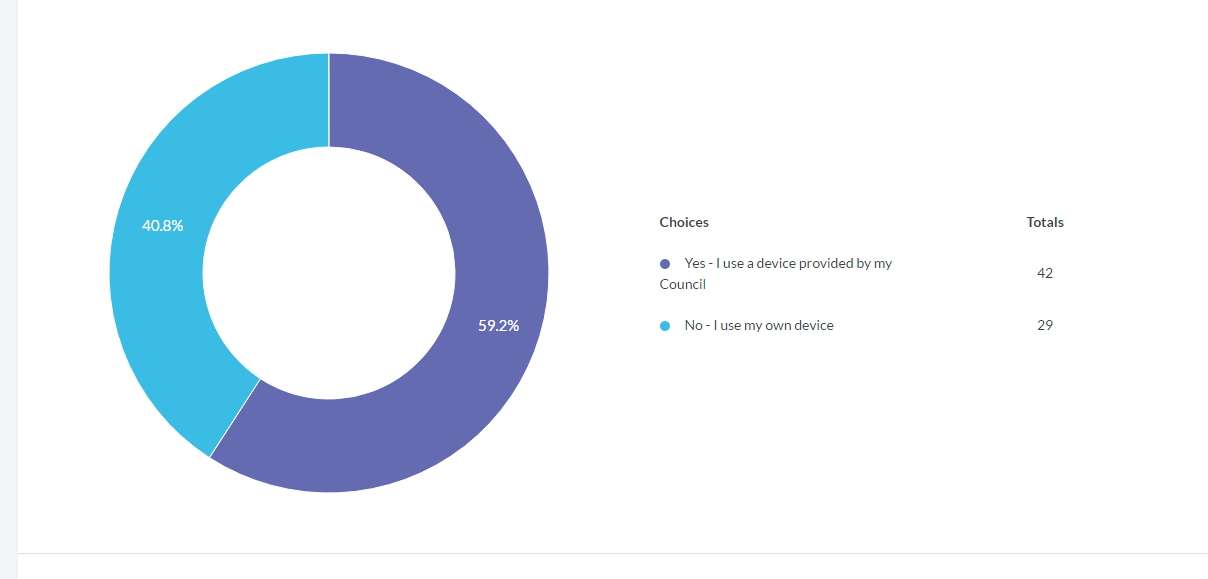 40.8%
59.2%
Choices Totals
Yes - I use a device provided by my
Council
42
No - I use my own device 29